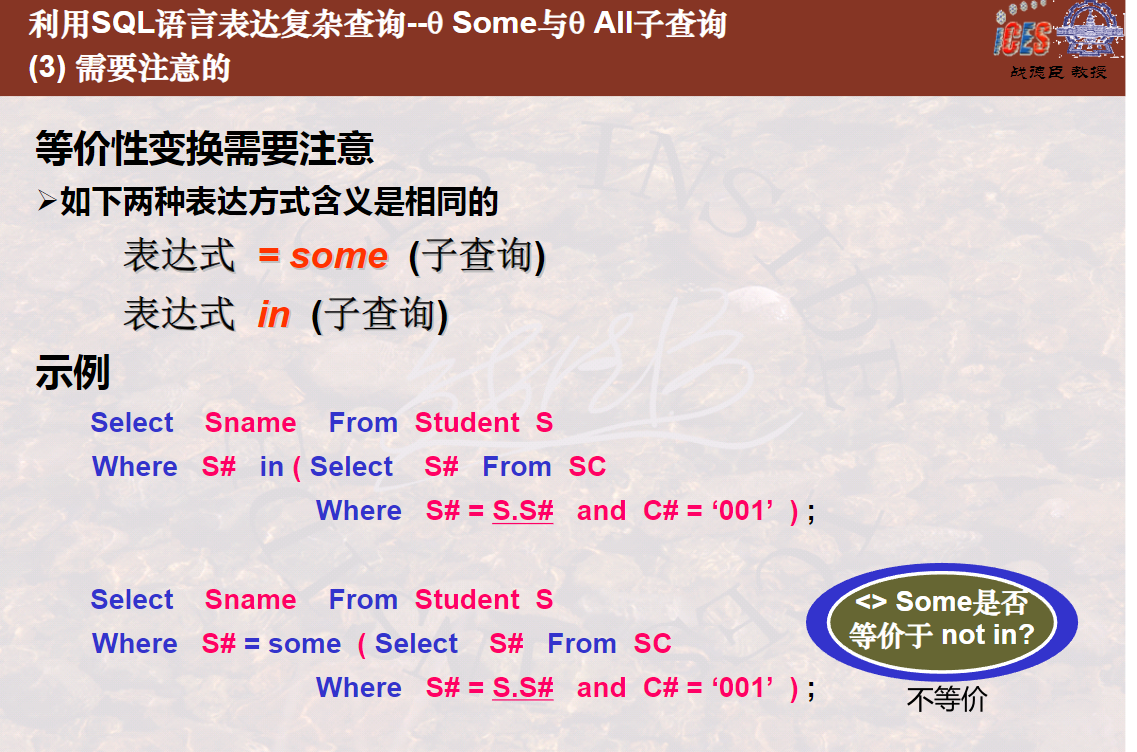 利用SQL语言表达复杂查询--θ Some与θ All子查询
(3) 需要注意的
iCES
战德臣 教授
等价性变换需要注意
➢如下两种表达方式含义是相同的
表达式 = some (子查询)
表达式 in (子查询)
示例
Select Sname From Student S
Where S# in ( Select S# From SC
Where S# = S.S# and C# = ‘001’ ) ;
Select Sname From Student S
Where S# = some ( Select S# From SC
Where S# = S.S# and C# = ‘001’ ) ;
<> Some是否
等价于 not in?
不等价